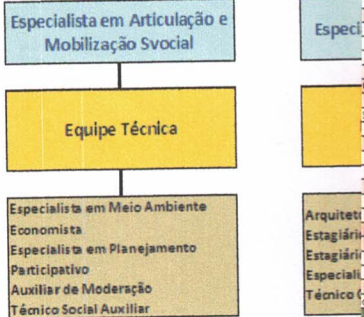 Especialista em Articulação e
Mobilização Svocial
Equipe Técnica
Especialista em Meio Ambiente
Economista
Especialista em Planejamento
Participativo
Auxiliar de Moderação
Técnico Social Auxiliar
Técnico